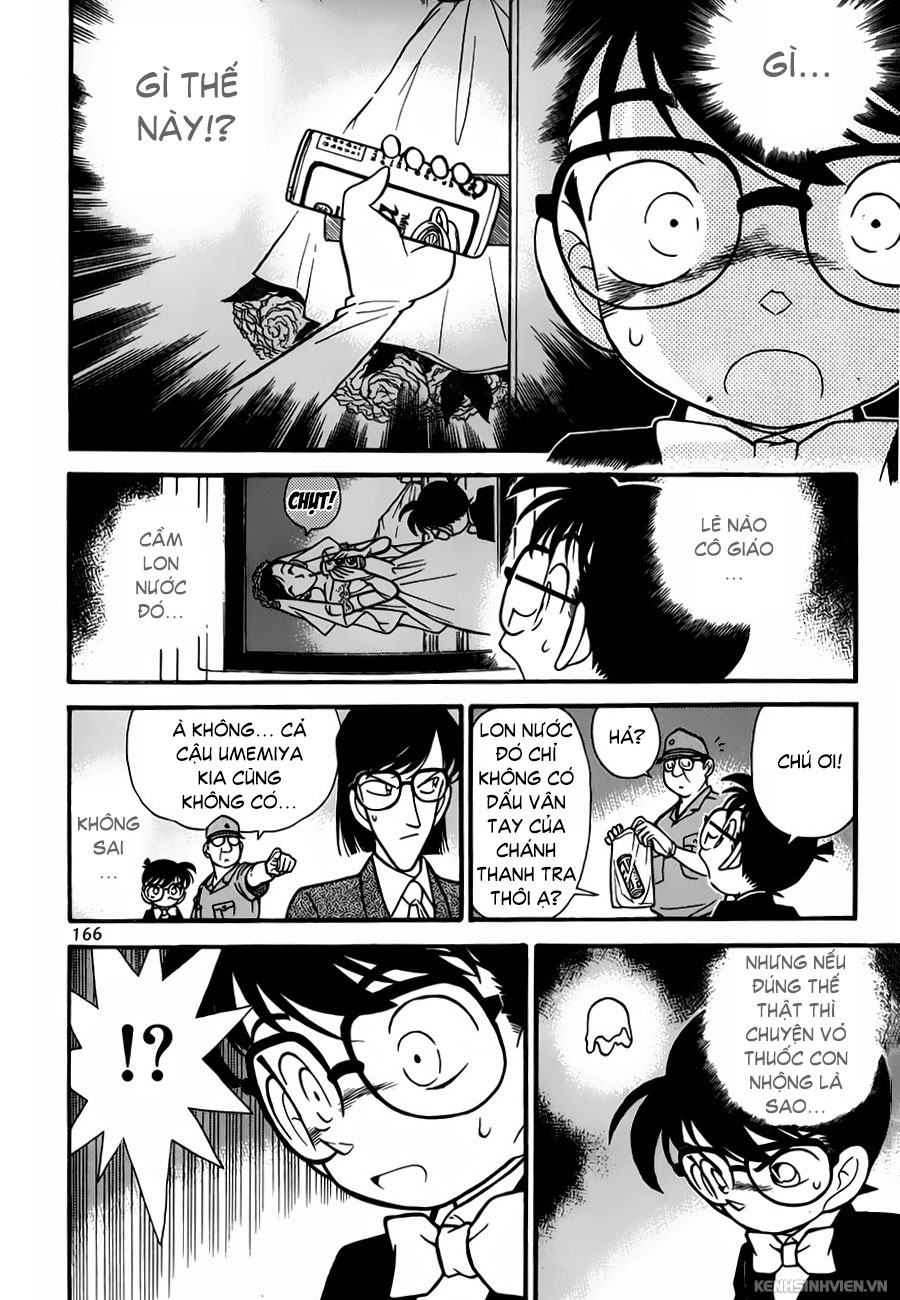 GÌ...
GÌ THẾ
NÀY!?
LẼ NÀO
CÔ GIÁO
...
CHỤT!
CẦM
LON
NƯỚC
ĐÓ...
CHÚ ƠI!
HẢ?
LON NƯỚC
ĐÓ CHỈ
KHÔNG CÓ
DẤU VÂN
TAY CỦA
CHÁNH
THANH TRA
THÔI Ạ?
À KHÔNG... CẢ
CẬU UMEMIYA
KIA CŨNG
KHÔNG CÓ...
KHÔNG
SAI
...
166
NHƯNG NẾU
ĐÚNG THẾ
THẬT THÌ
CHUYỆN VỎ
THUỐC CON
NHỘNG LÀ
SAO...
!?
KENHSINHVIEN.VN